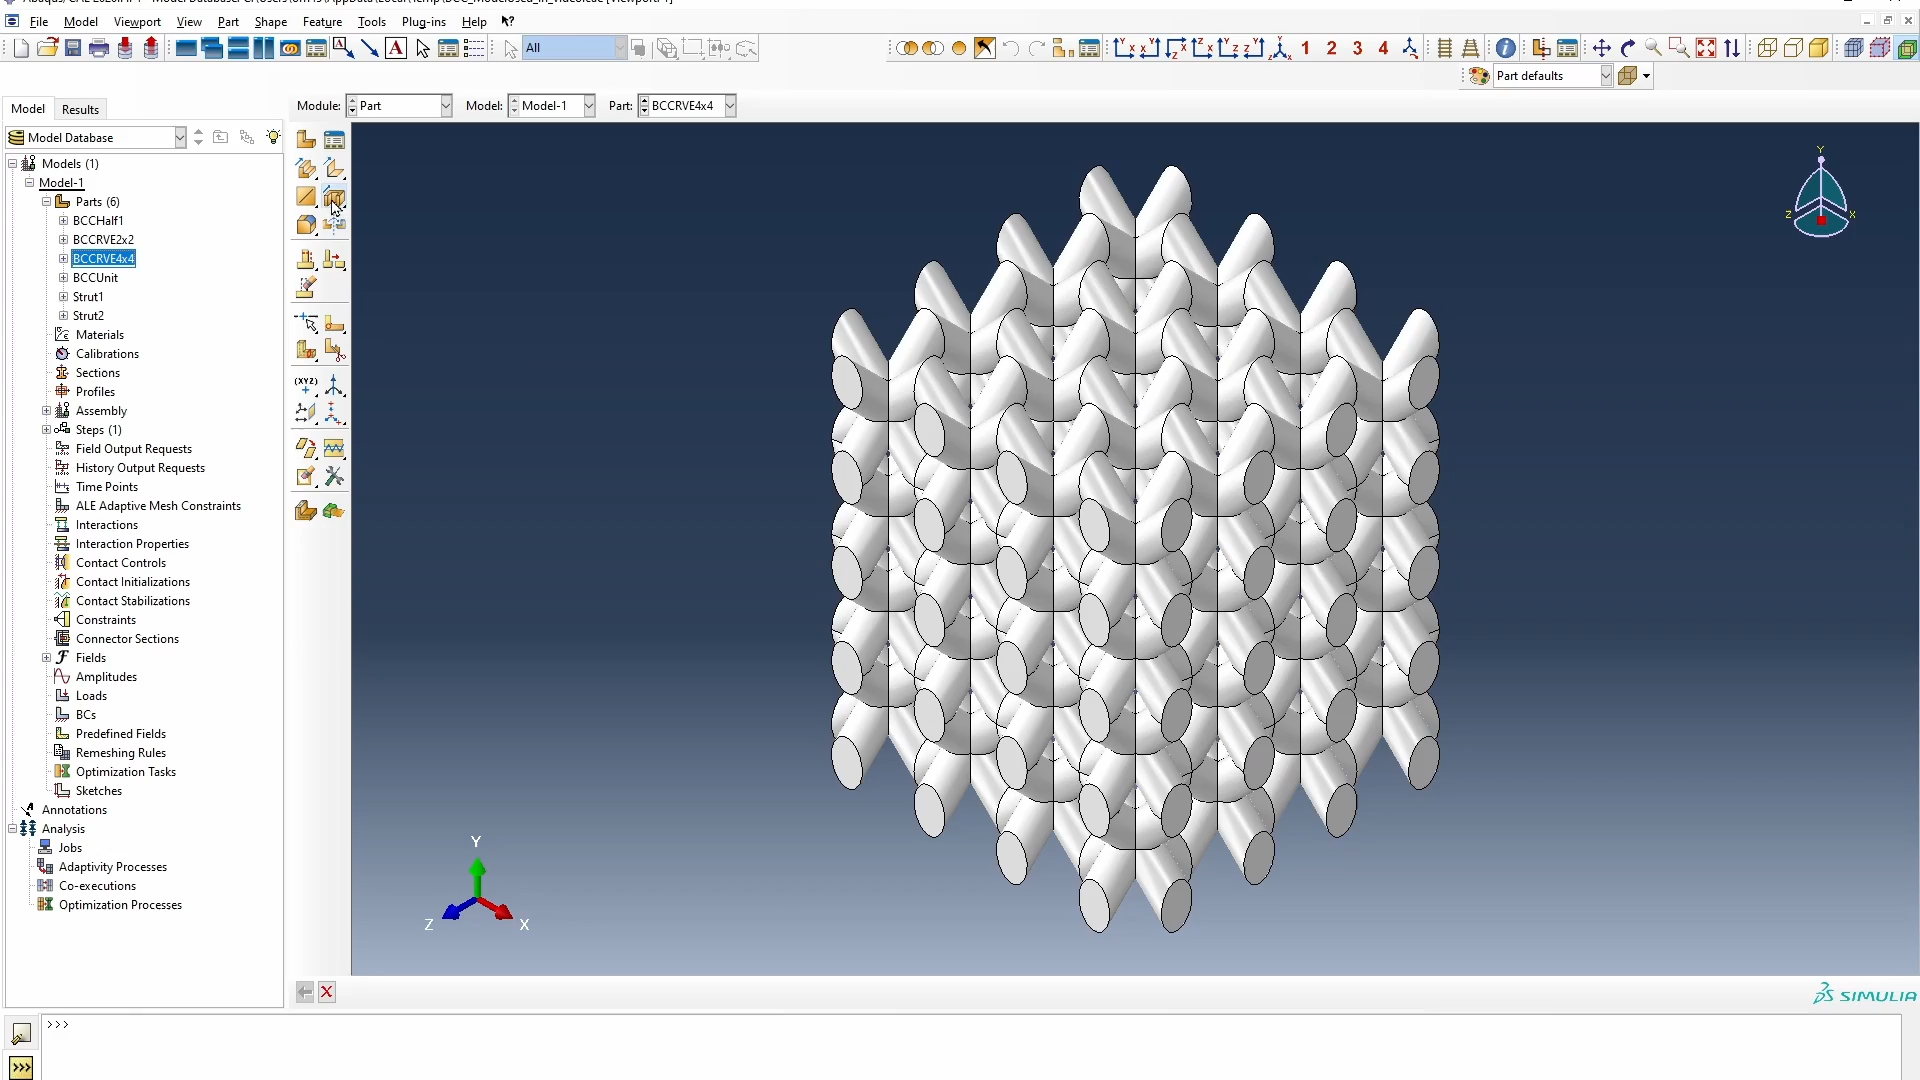 File Model Viewport View Part Shape Feature Tools Plug-ins Help
A All 1 2 3 4 i
Part defaults
Model Results Module: Part Model: Model-1 Part: BCCRVE4x4
Model Database
Models (1)
Model-1
Parts (6)
BCCHalf1
BCCRVE2x2
BCCRVE4x4
BCCUnit
Strut1
Strut2
Materials
Calibrations
Sections
Profiles
Assembly
Steps (1)
Field Output Requests
History Output Requests
Time Points
ALE Adaptive Mesh Constraints
Interactions
Interaction Properties
Contact Controls
Contact Initializations
Contact Stabilizations
Constraints
Connector Sections
Fields
Amplitudes
Loads
BCs
Predefined Fields
Remeshing Rules
Optimization Tasks
Sketches
Annotations
Analysis
Jobs
Adaptivity Processes
Co-executions
Optimization Processes
(XYZ)
Y
Z X
Y
Z X
SIMULIA
>>>
>>>